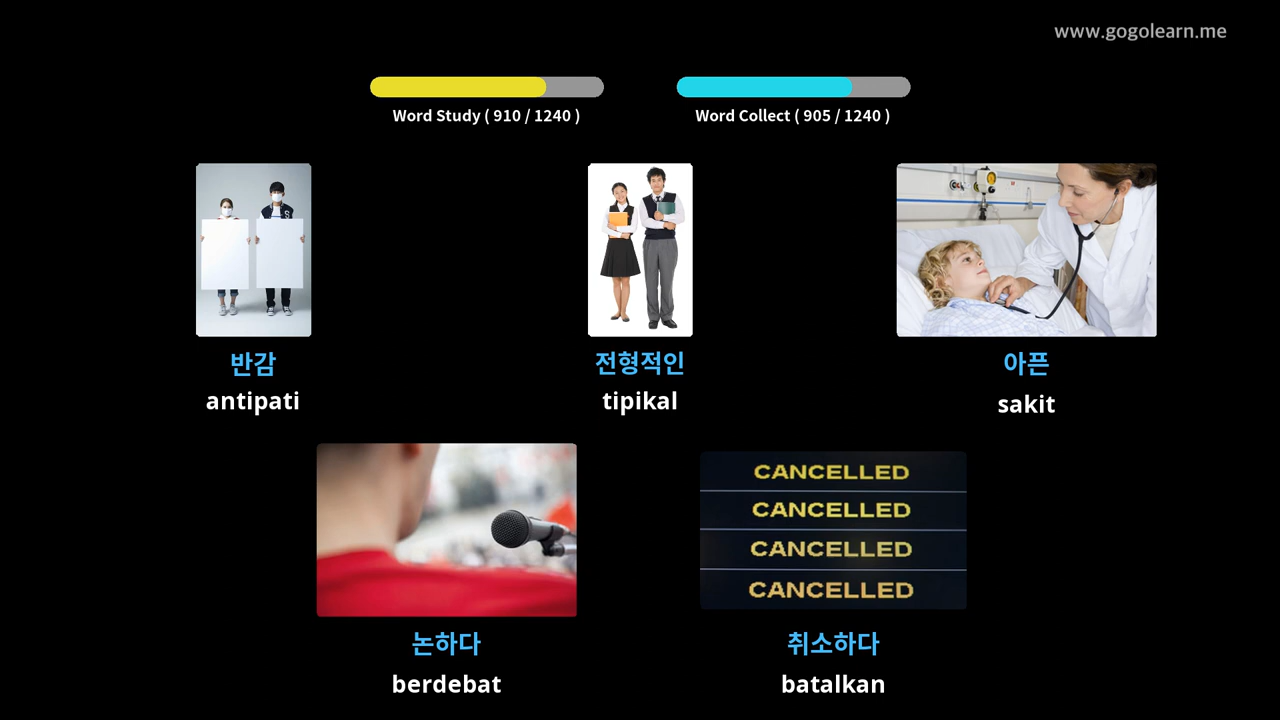 www.gogolearn.me
Word Study ( 910 / 1240 )
Word Collect ( 905 / 1240 )
반감
antipati
전형적인
tipikal
아픈
sakit
CANCELLED
CANCELLED
CANCELLED
CANCELLED
논하다
berdebat
취소하다
batalkan